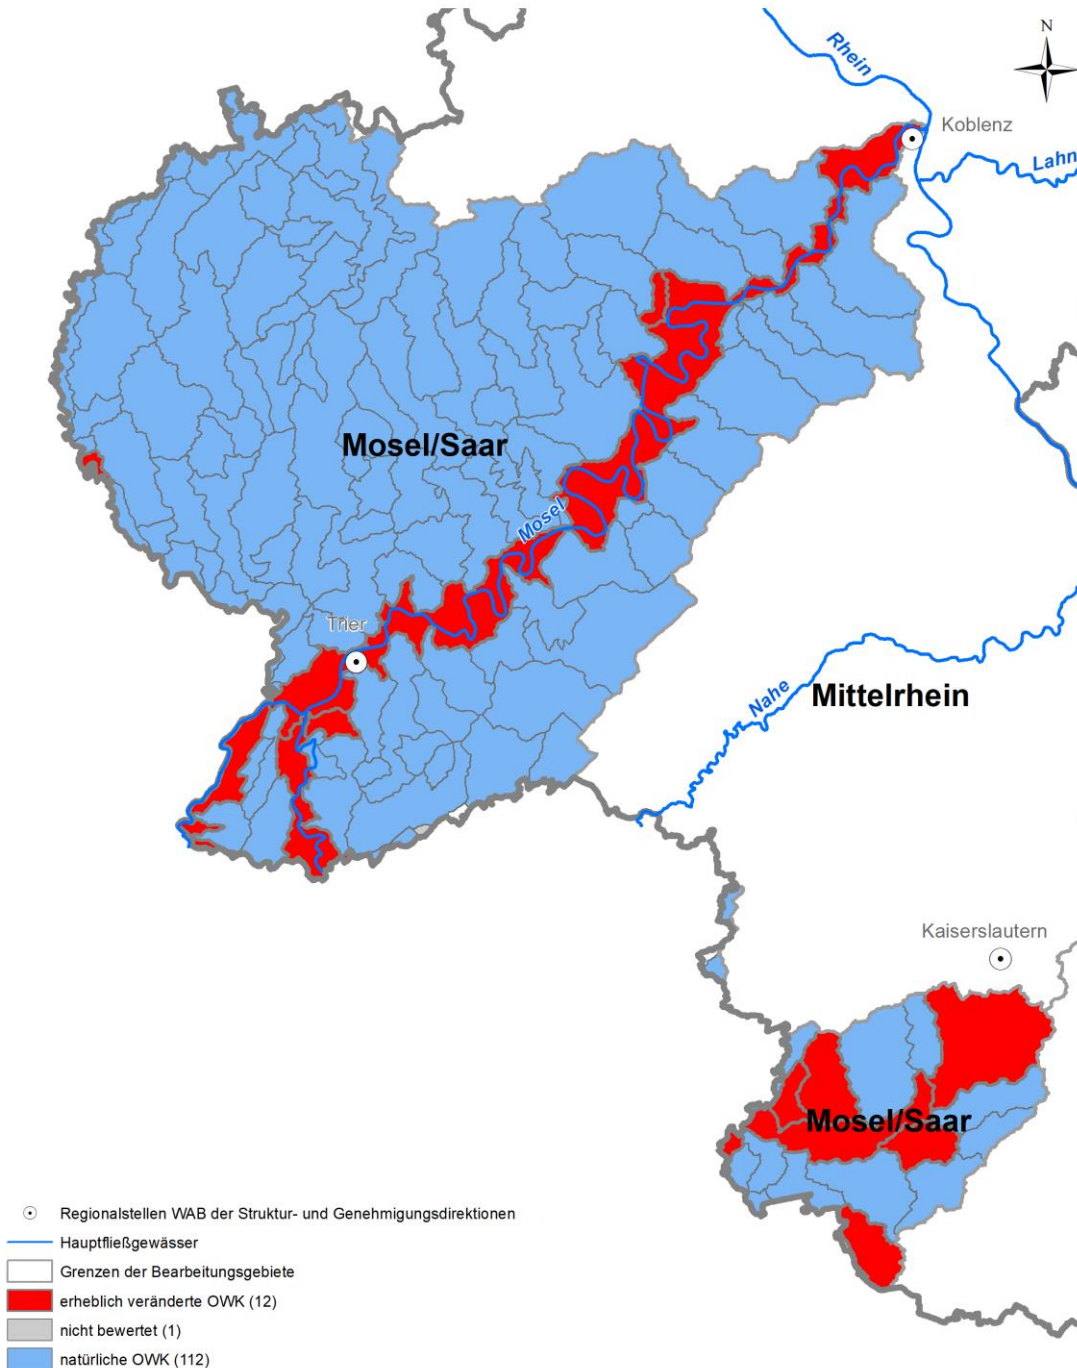 N
Rhein
Koblenz
Lahn
Mosel/Saar
Mosel
Trier
Nahe
Mittelrhein
Kaiserslautern
Mosel/Saar
Regionalstellen WAB der Struktur- und Genehmigungsdirektionen
Hauptfließgewässer
Grenzen der Bearbeitungsgebiete
erheblich veränderte OWK (12)
nicht bewertet (1)
natürliche OWK (112)